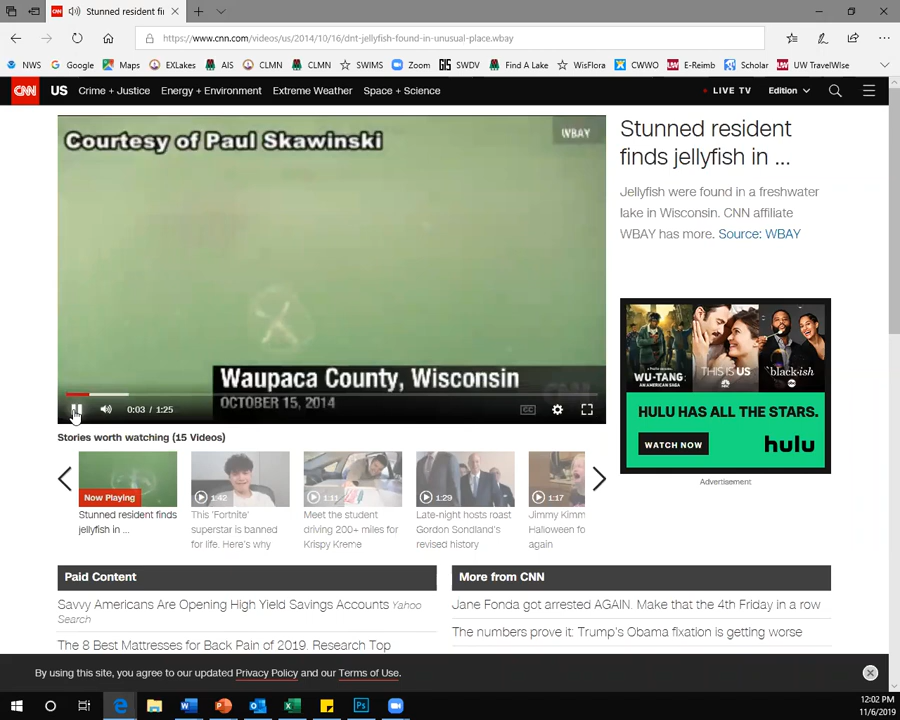 Stunned resident fi
https://www.cnn.com/videos/us/2014/10/16/dnt-jellyfish-found-in-unusual-place.wbay
NWS Google Maps EXLakes AIS CLMN CLMN SWIMS Zoom SWDV Find A Lake WisFlora CWWO E-Reimb Scholar UW TravelWise
CNN US Crime + Justice Energy + Environment Extreme Weather Space + Science LIVE TV Edition
Courtesy of Paul Skawinski
WBAY
Waupaca County, Wisconsin
OCTOBER 15, 2014
CNN
0:03 / 1:25
CC
Stunned resident
finds jellyfish in ...
Jellyfish were found in a freshwater
lake in Wisconsin. CNN affiliate
WBAY has more. Source: WBAY
WU-TANG
AN AMERICAN SAGA
THIS IS US
black-ish
HULU HAS ALL THE STARS.
WATCH NOW
hulu
Advertisement
Stories worth watching (15 Videos)
Now Playing
Stunned resident finds
jellyfish in ...
1:42
This 'Fortnite'
superstar is banned
for life. Here's why
1:11
Meet the student
driving 200+ miles for
Krispy Kreme
1:29
Late-night hosts roast
Gordon Sondland's
revised history
1:17
Jimmy Kimm
Halloween fo
again
Paid Content
Savvy Americans Are Opening High Yield Savings Accounts Yahoo
Search
The 8 Best Mattresses for Back Pain of 2019. Research Top
More from CNN
Jane Fonda got arrested AGAIN. Make that the 4th Friday in a row
The numbers prove it: Trump's Obama fixation is getting worse
By using this site, you agree to our updated Privacy Policy and our Terms of Use.
12:02 PM
11/6/2019